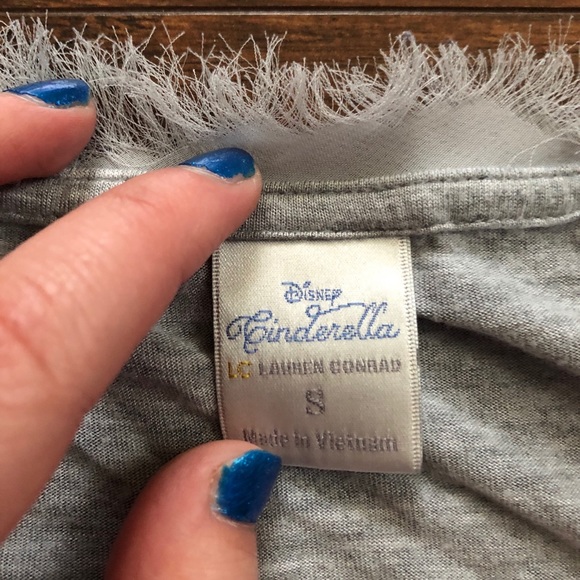 Disney
Cinderella
LC LAUREN CONRAD
S
Made in Vietnam